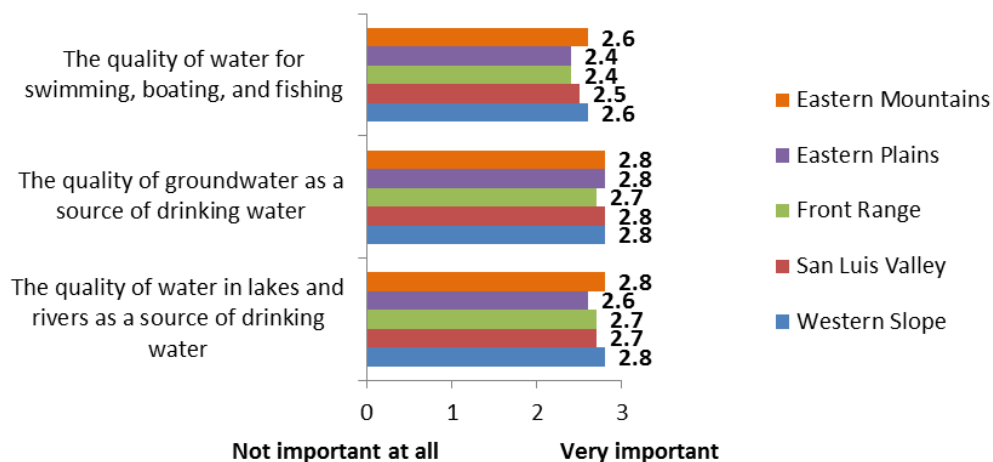 The quality of water for
swimming, boating, and fishing
2.6
2.4
2.4
2.5
2.6
The quality of groundwater as a
source of drinking water
2.8
2.8
2.7
2.8
2.8
The quality of water in lakes and
rivers as a source of drinking
water
2.8
2.6
2.7
2.7
2.8
0 1 2 3
Not important at all Very important
Eastern Mountains
Eastern Plains
Front Range
San Luis Valley
Western Slope